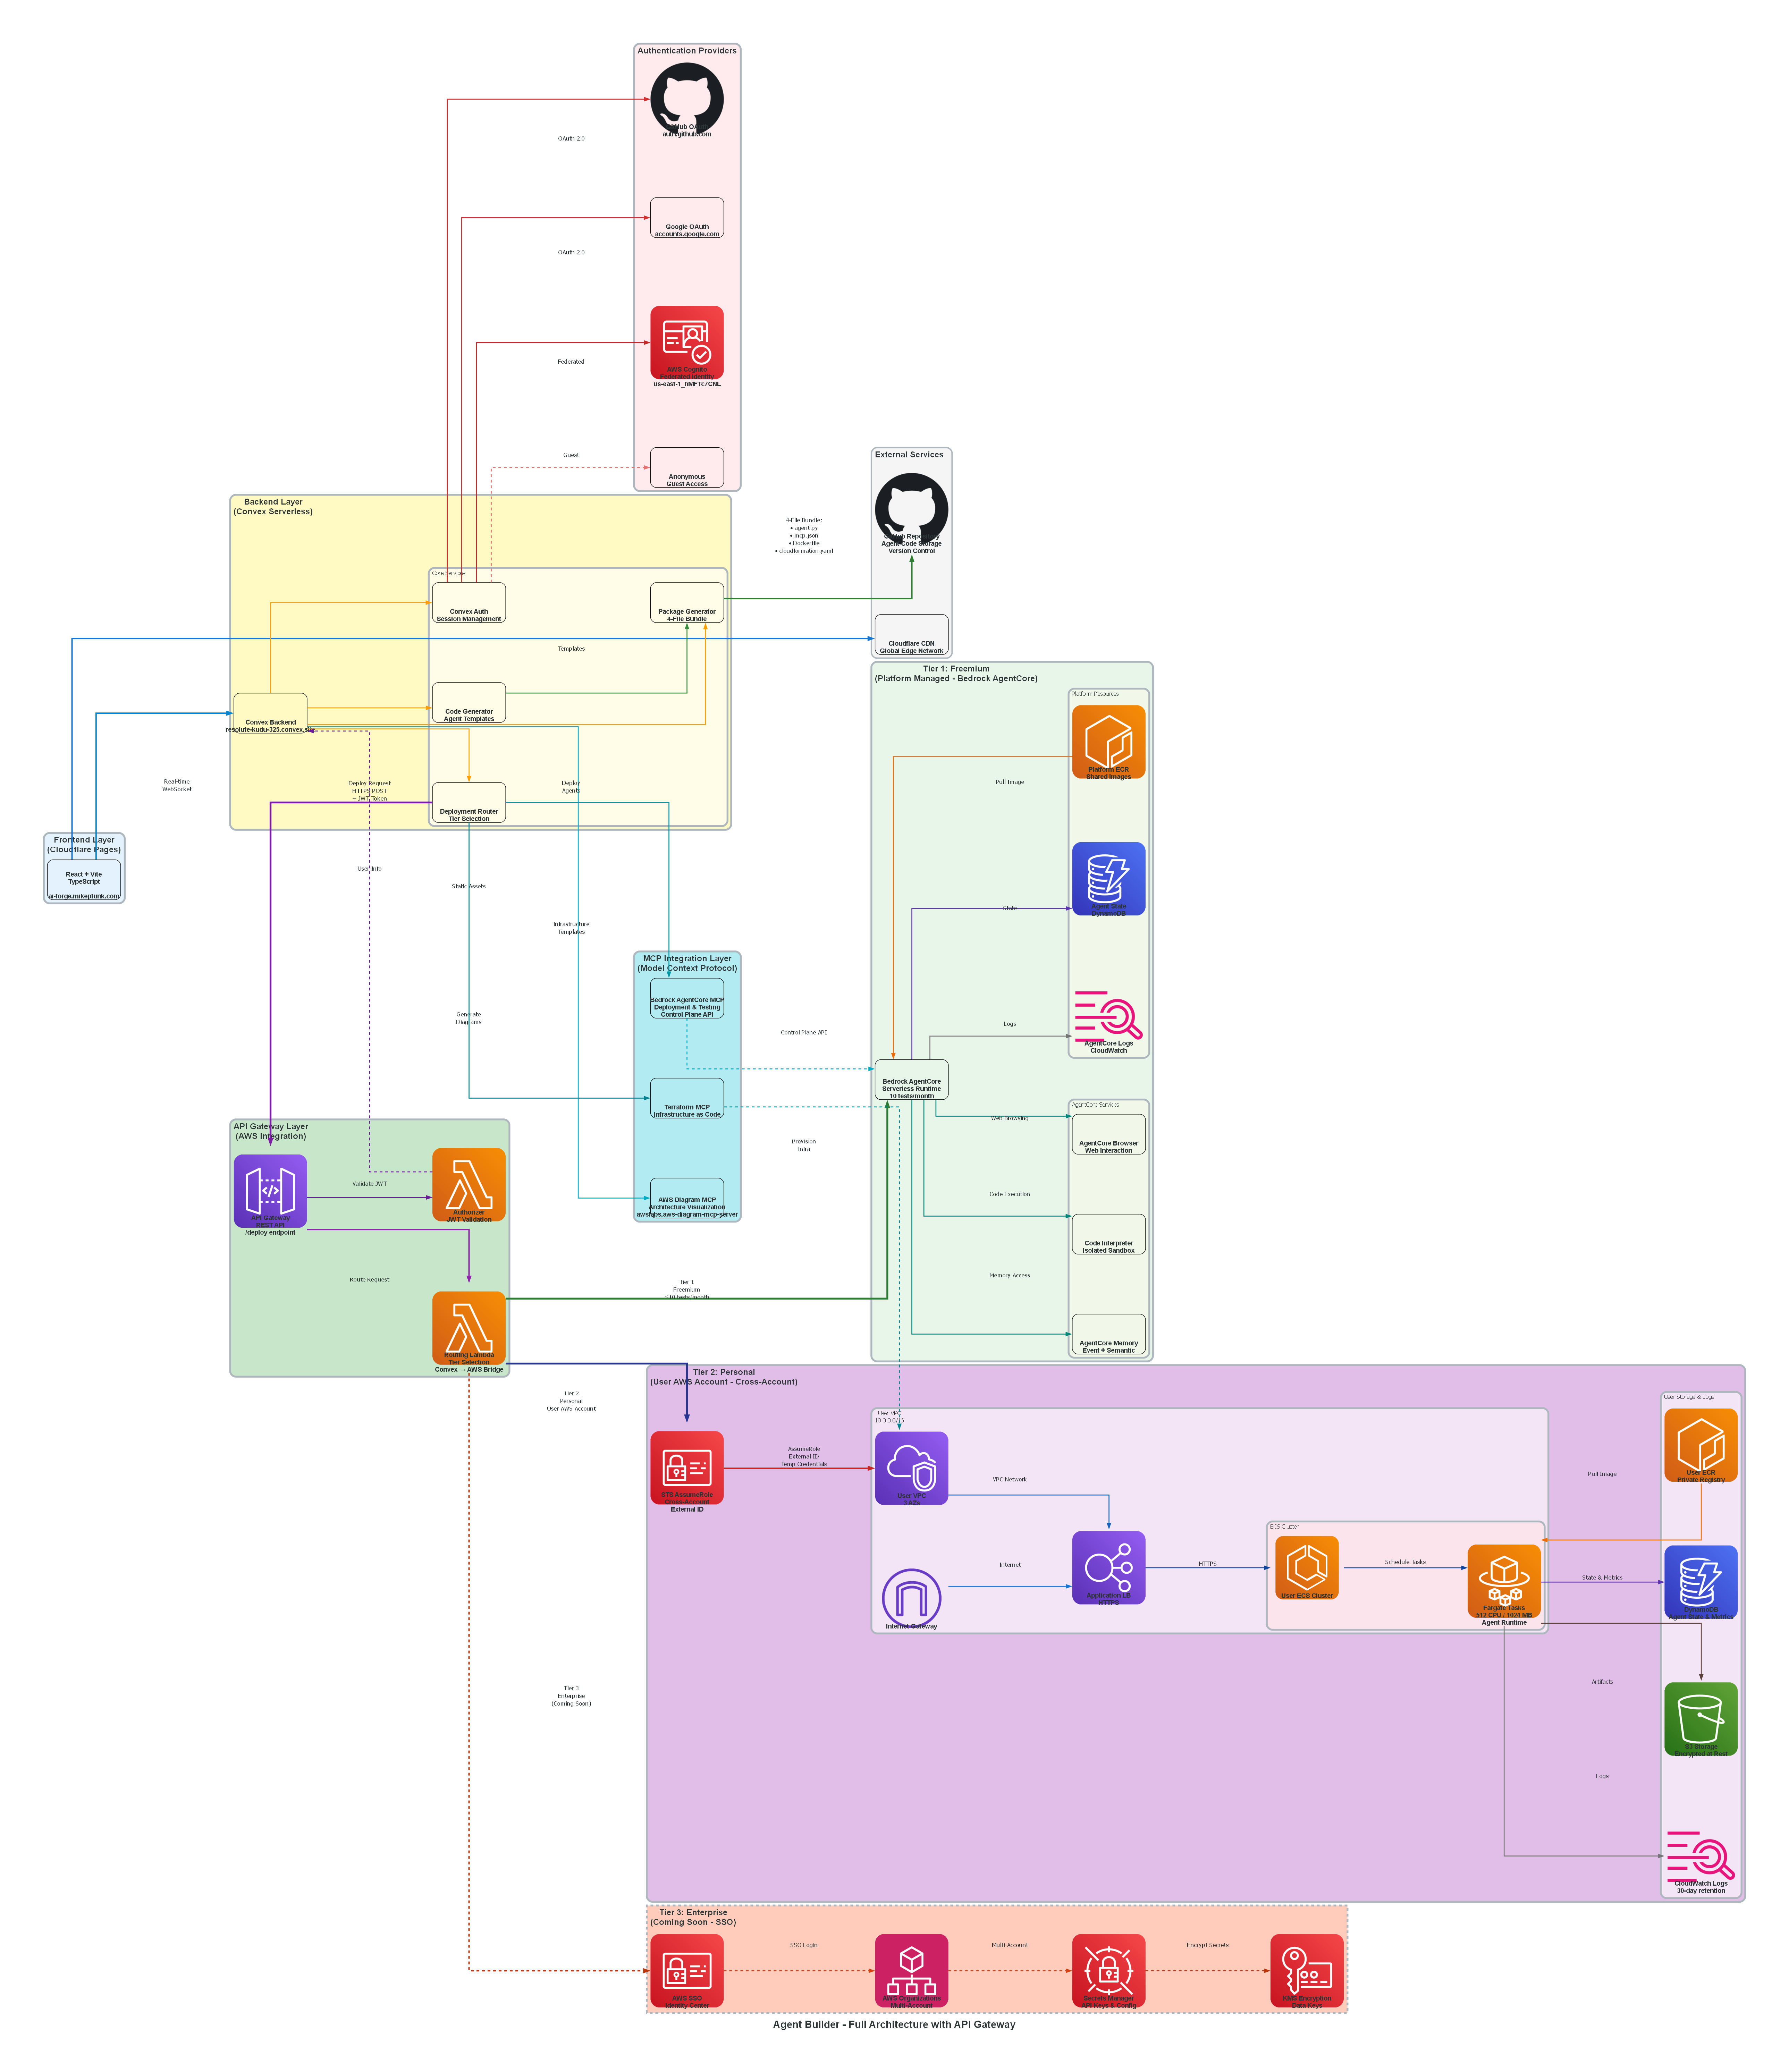 Authentication Providers
auth.github.com
OAuth 2.0
Google OAuth
accounts.google.com
OAuth 2.0
AWS Cognito
Federated Identity
Federated
Anonymous
Guest Access
Guest
External Services
GitHub Repository
Agent Code Storage
Version Control
Cloudflare CDN
Global Edge Network
4-File Bundle:
• agent.py
• mcp.json
• Dockerfile
• cloudformation.yaml
Backend Layer
(Convex Serverless)
Core Services
Convex Auth
Session Management
Package Generator
4-File Bundle
Templates
Code Generator
Agent Templates
Convex Backend
Deployment Router
Tier Selection
Deploy Request
HTTPS POST
+ JWT Token
Deploy
Agents
Real-time
WebSocket
Frontend Layer
(Cloudflare Pages)
React + Vite
TypeScript
ai-forge.mikepfunk.com
User Info
Static Assets
Infrastructure
Templates
Generate
Diagrams
MCP Integration Layer
(Model Context Protocol)
Bedrock AgentCore MCP
Deployment & Testing
Control Plane API
Terraform MCP
Infrastructure as Code
AWS Diagram MCP
Architecture Visualization
awslabs.aws-diagram-mcp-server
Control Plane API
Provision
Infra
Tier 1: Freemium
(Platform Managed - Bedrock AgentCore)
Platform Resources
Platform ECR
Shared Images
Pull Image
Agent State
DynamoDB
State
AgentCore Logs
CloudWatch
Logs
Bedrock AgentCore
Serverless Runtime
10 tests/month
AgentCore Services
Web Browsing
AgentCore Browser
Web Interaction
Code Execution
Code Interpreter
Isolated Sandbox
Memory Access
AgentCore Memory
Event + Semantic
API Gateway Layer
(AWS Integration)
API Gateway
REST API
/deploy endpoint
Validate JWT
Authorizer
JWT Validation
Route Request
Routing Lambda
Tier Selection
Convex → AWS Bridge
Tier 1
Freemium
<10 tests/month
Tier 2
Personal
User AWS Account
Tier 3
Enterprise
(Coming Soon)
Tier 2: Personal
(User AWS Account - Cross-Account)
STS AssumeRole
Cross-Account
External ID
AssumeRole
External ID
Temp Credentials
User VPC
10.0.0.0/16
User VPC
3 AZs
VPC Network
Internet Gateway
Internet
Application LB
HTTPS
HTTPS
ECS Cluster
User ECS Cluster
Schedule Tasks
Fargate Tasks
512 CPU / 1024 MB
Agent Runtime
User Storage & Logs
User ECR
Private Registry
Pull Image
DynamoDB
Agent State & Metrics
State & Metrics
S3 Storage
Encrypted at Rest
Artifacts
CloudWatch Logs
30-day retention
Logs
Tier 3: Enterprise
(Coming Soon - SSO)
AWS SSO
Identity Center
SSO Login
AWS Organizations
Multi-Account
Multi-Account
Secrets Manager
API Keys & Config
Encrypt Secrets
KMS Encryption
Data Keys
Agent Builder - Full Architecture with API Gateway